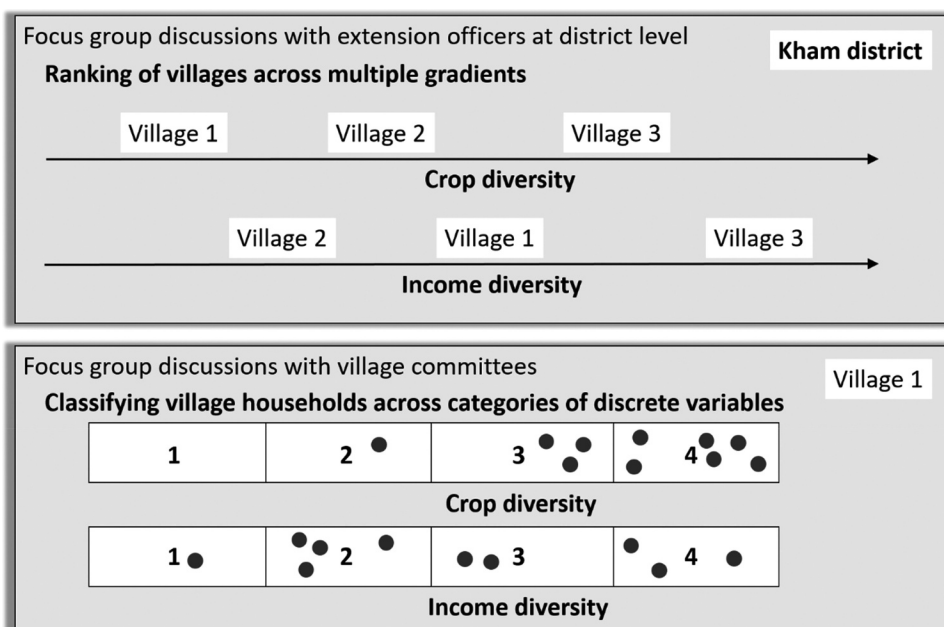 Focus group discussions with extension officers at district level
Kham district
Ranking of villages across multiple gradients
Village 1 Village 2 Village 3
Crop diversity
Village 2 Village 1 Village 3
Income diversity
Focus group discussions with village committees
Village 1
Classifying village households across categories of discrete variables
1 2 3 4
Crop diversity
1 2 3 4
Income diversity